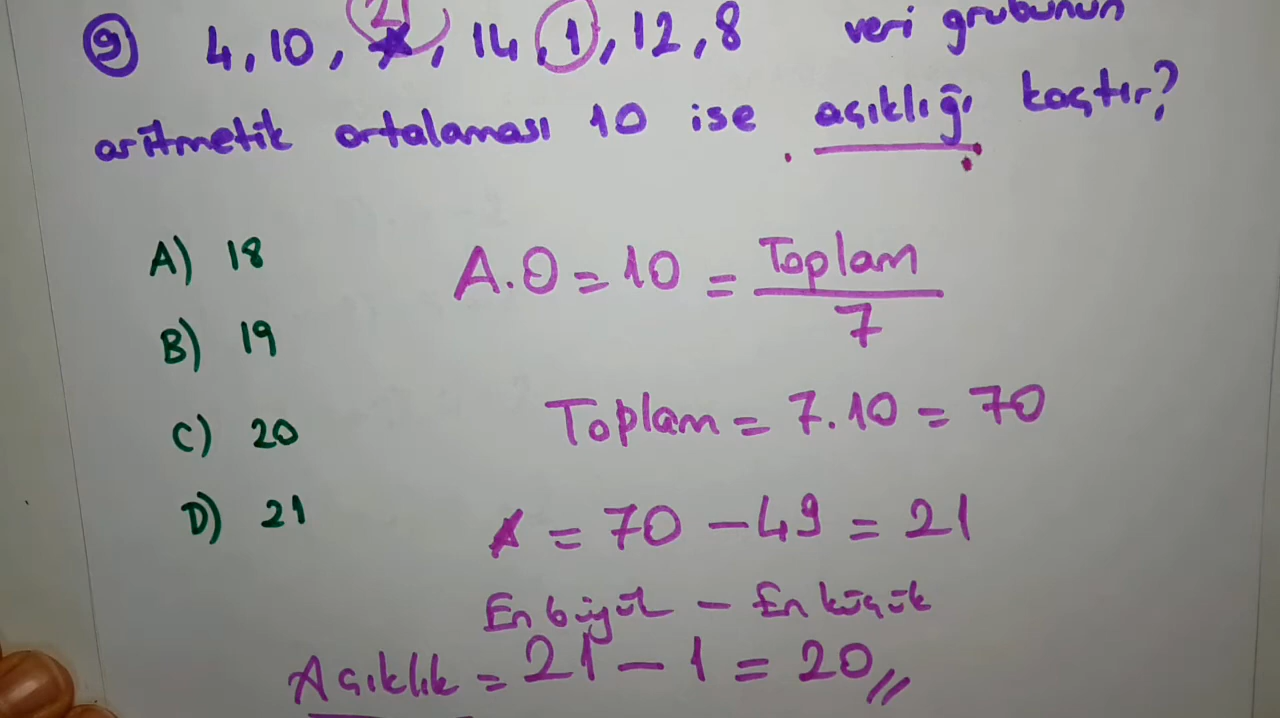 9) 4, 10, ★, 14, 1, 12, 8 veri grubunun
21
aritmetik ortalaması 10 ise açıklığı kaçtır?
A) 18
B) 19
C) 20
D) 21
A.O = 10 = Toplam / 7
Toplam = 7.10 = 70
★ = 70 - 49 = 21
En büyük - En küçük
Açıklık = 21 - 1 = 20 //